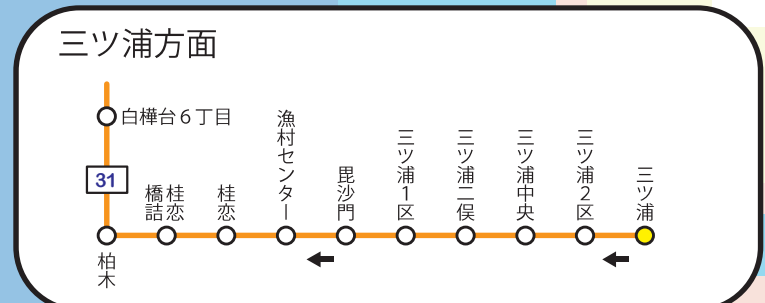 三ツ浦方面
白樺台６丁目
31
柏木
桂恋
橋詰
桂恋
漁村センター
毘沙門
三ツ浦１区
三ツ浦二俣
三ツ浦中央
三ツ浦２区
三ツ浦